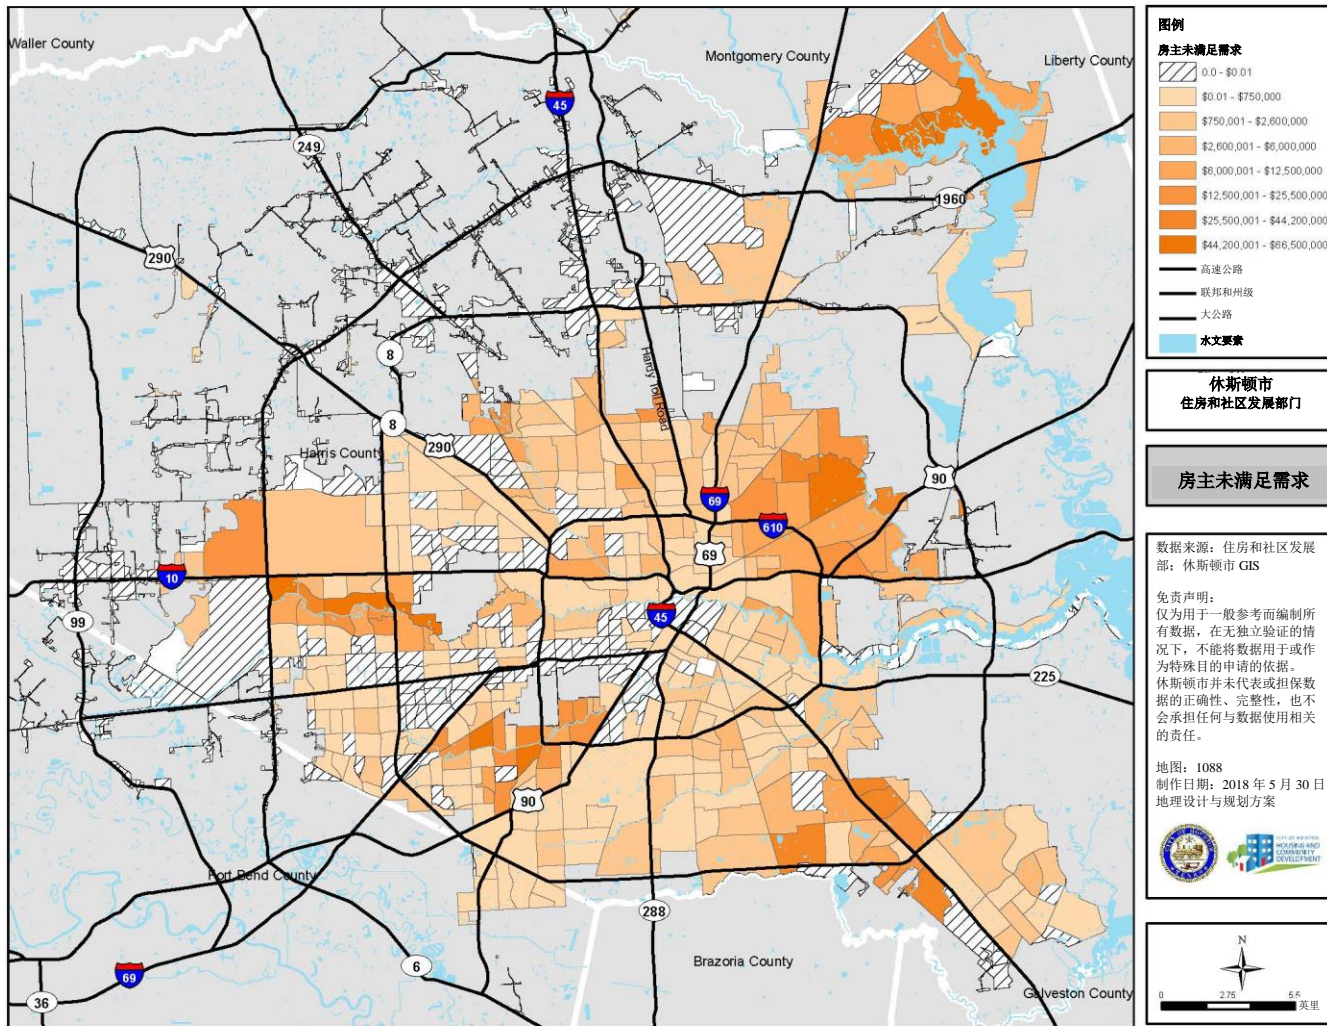 Waller County
Montgomery County
Liberty County
45
249
1960
290
8
Hardy Toll Road
8
290
Harris County
90
69
610
69
10
99
45
225
90
Fort Bend County
288
6
69
36
Brazoria County
Galveston County
图例
房主未满足需求
0.0 - $0.01
$0.01 - $750,000
$750,001 - $2,600,000
$2,600,001 - $6,000,000
$6,000,001 - $12,500,000
$12,500,001 - $25,500,000
$25,500,001 - $44,200,000
$44,200,001 - $66,500,000
高速公路
联邦和州级
大公路
水文要素
休斯顿市
住房和社区发展部门
房主未满足需求
数据来源：住房和社区发展
部；休斯顿市 GIS
免责声明：
仅为用于一般参考而编制所
有数据，在无独立验证的情
况下，不能将数据用于或作
为特殊目的申请的依据。
休斯顿市并未代表或担保数
据的正确性、完整性，也不
会承担任何与数据使用相关
的责任。
地图：1088
制作日期：2018 年 5 月 30 日
地理设计与规划方案
CITY OF HOUSTON
HOUSING AND
COMMUNITY
DEVELOPMENT
N
0 2.75 5.5
英里